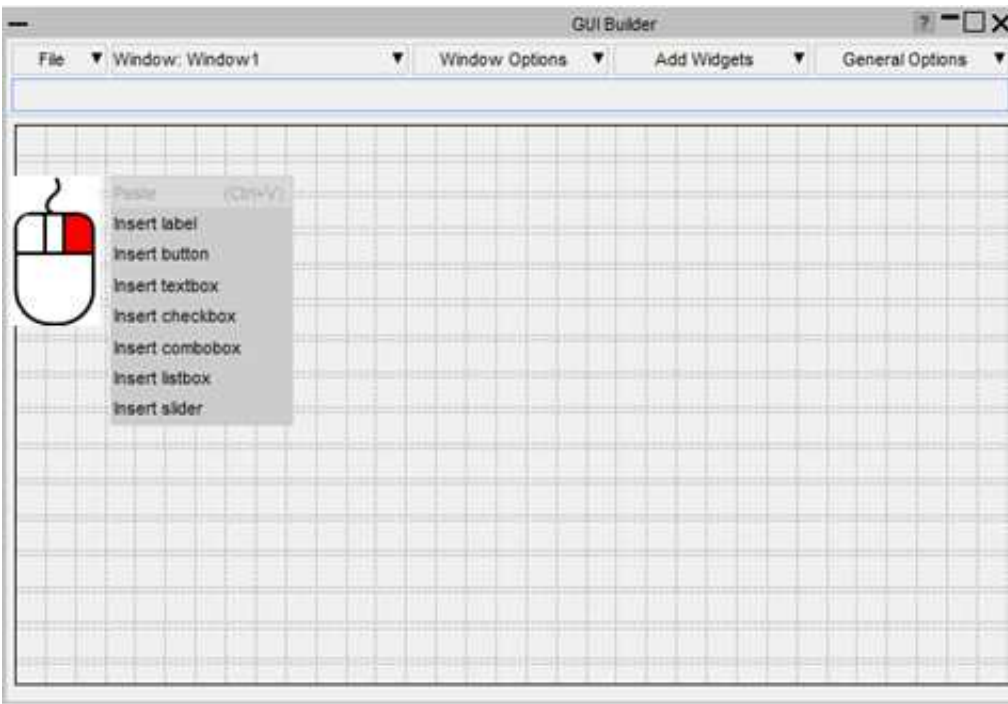 GUI Builder
?
File Window: Window1 Window Options Add Widgets General Options
Paste (Ctrl+V)
Insert label
Insert button
Insert textbox
Insert checkbox
Insert combobox
Insert listbox
Insert slider